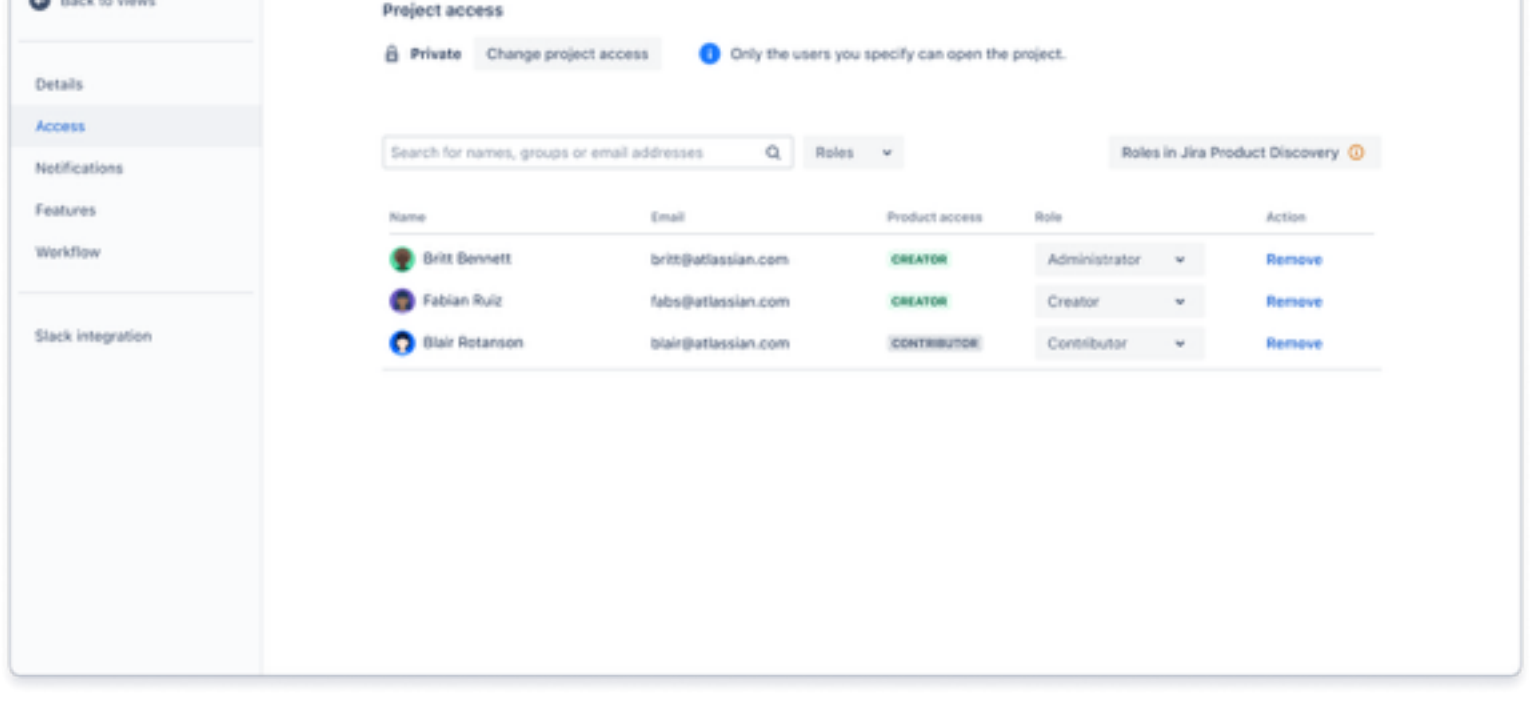 Back to views
Project access
Private Change project access Only the users you specify can open the project.
Details
Access
Notifications
Features
Workflow
Slack integration
Search for names, groups or email addresses Roles Roles in Jira Product Discovery
Name Email Product access Role Action
Britt Bennett britt@atlassian.com CREATOR Administrator Remove
Fabian Ruiz fabs@atlassian.com CREATOR Creator Remove
Blair Rotanson blair@atlassian.com CONTRIBUTOR Contributor Remove